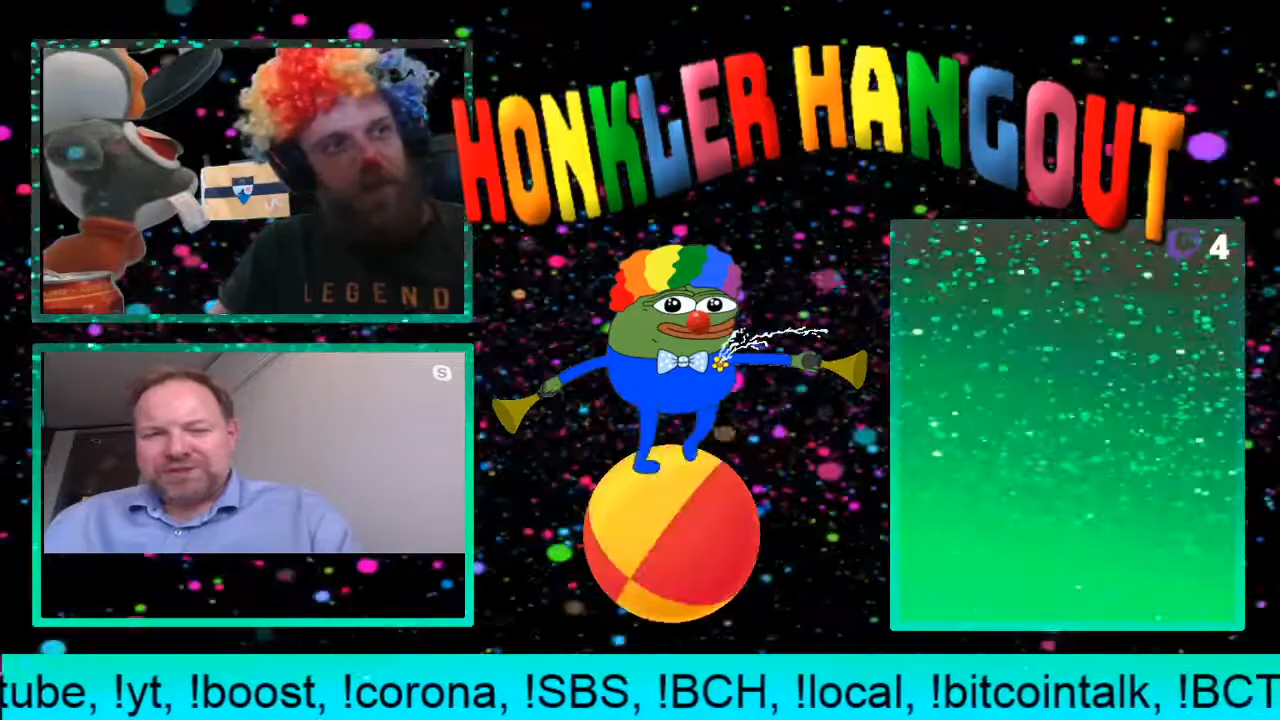 HONKLER HANGOUT
LEGEND
4
S
tube, !yt, !boost, !corona, !SBS, !BCH, !local, !bitcointalk, !BCT